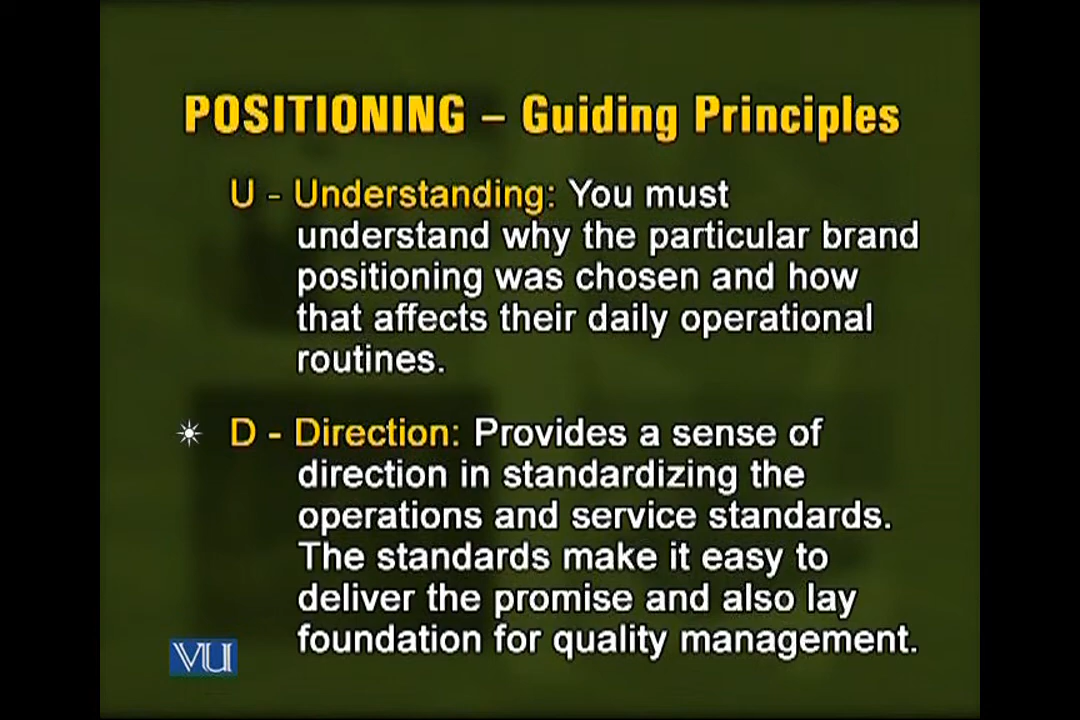 POSITIONING – Guiding Principles
U - Understanding: You must
understand why the particular brand
positioning was chosen and how
that affects their daily operational
routines.
D - Direction: Provides a sense of
direction in standardizing the
operations and service standards.
The standards make it easy to
deliver the promise and also lay
foundation for quality management.
VU